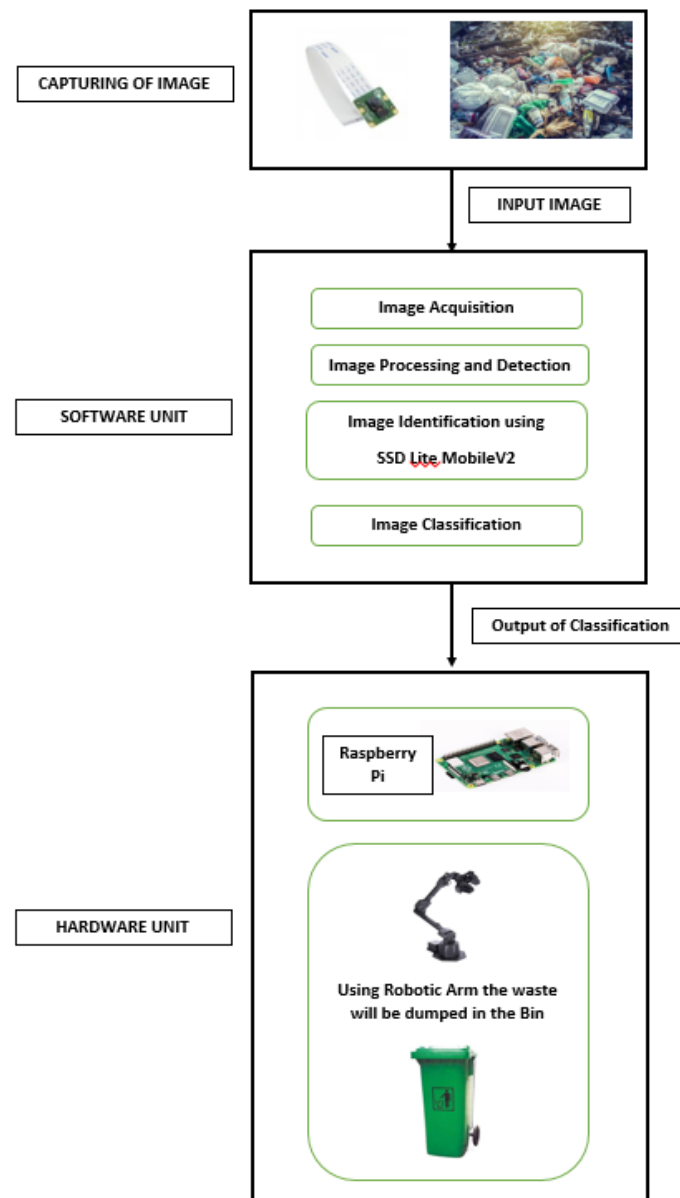 CAPTURING OF IMAGE
INPUT IMAGE
Image Acquisition
Image Processing and Detection
SOFTWARE UNIT
Image Identification using
SSD Lite MobileV2
Image Classification
Output of Classification
Raspberry
Pi
HARDWARE UNIT
Using Robotic Arm the waste
will be dumped in the Bin